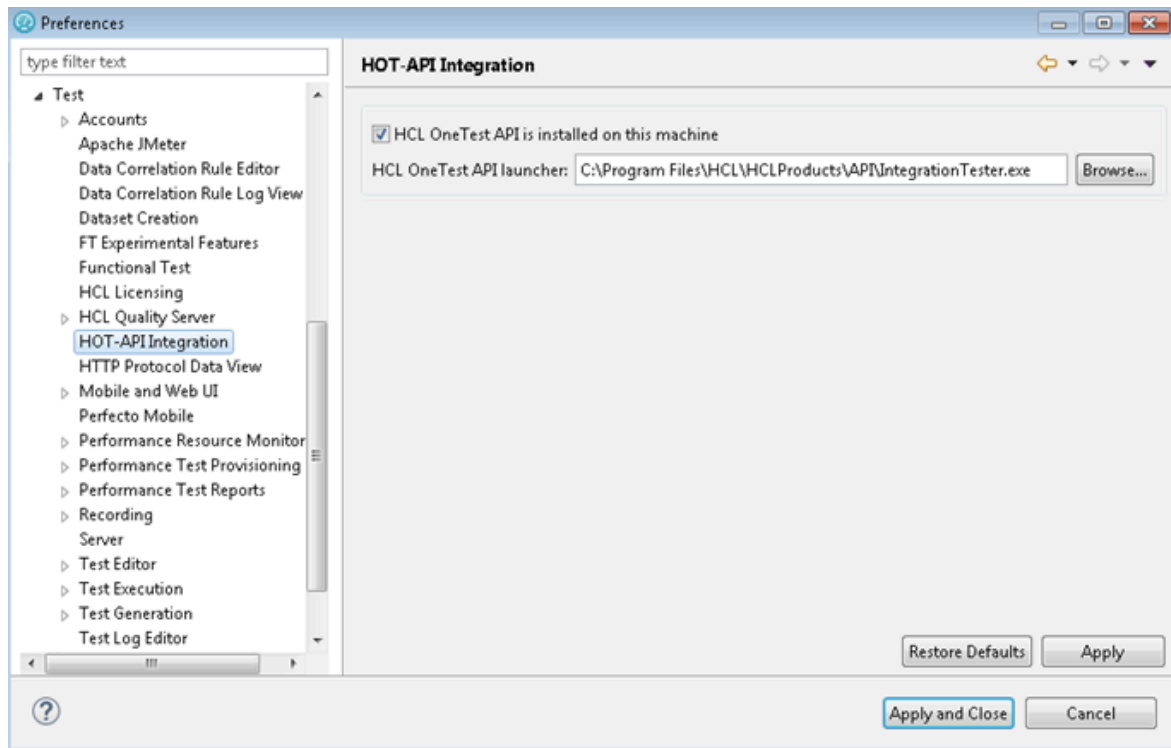 Preferences
type filter text
Test
Accounts
Apache JMeter
Data Correlation Rule Editor
Data Correlation Rule Log View
Dataset Creation
FT Experimental Features
Functional Test
HCL Licensing
HCL Quality Server
HOT-API Integration
HTTP Protocol Data View
Mobile and Web UI
Perfecto Mobile
Performance Resource Monitor
Performance Test Provisioning
Performance Test Reports
Recording
Server
Test Editor
Test Execution
Test Generation
Test Log Editor
HOT-API Integration
HCL OneTest API is installed on this machine
HCL OneTest API launcher: C:\Program Files\HCL\HCLProducts\API\IntegrationTester.exe Browse...
Restore Defaults Apply
? Apply and Close Cancel